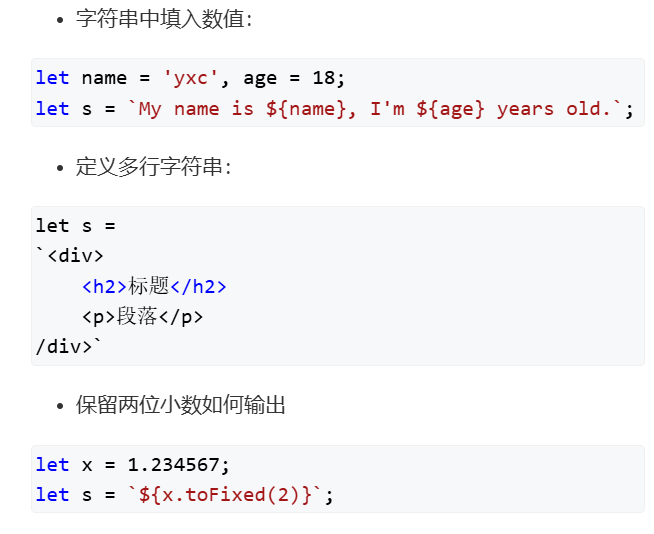 • 字符串中填入数值：
let name = 'yxc', age = 18;
let s = `My name is ${name}, I'm ${age} years old.`;
• 定义多行字符串：
let s =
`<div>
    <h2>标题</h2>
    <p>段落</p>
/div>`
• 保留两位小数如何输出
let x = 1.234567;
let s = `${x.toFixed(2)}`;